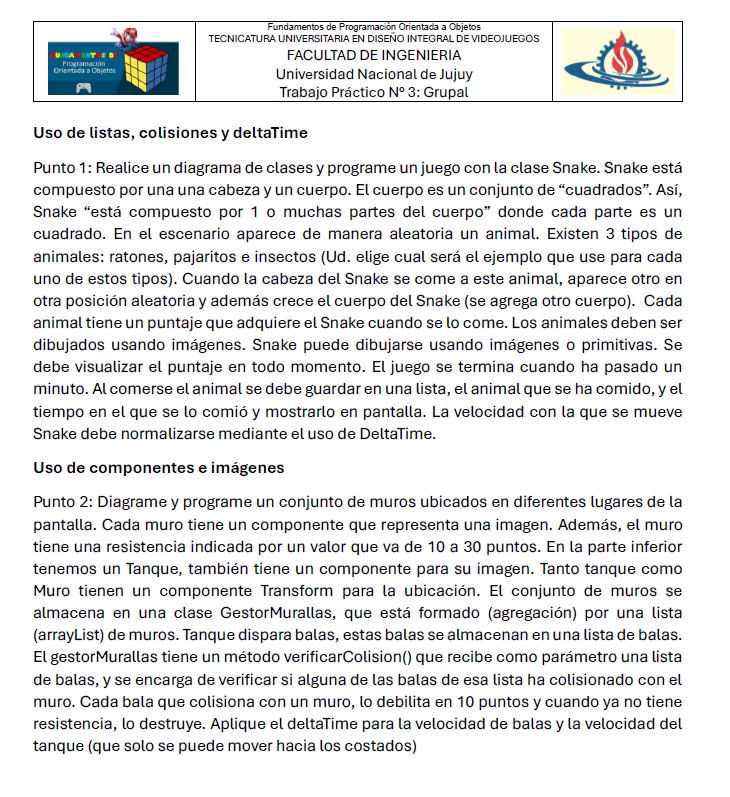 Fundamentos de Programación Orientada a Objetos
TECNICATURA UNIVERSITARIA EN DISEÑO INTEGRAL DE VIDEOJUEGOS
FACULTAD DE INGENIERIA
Universidad Nacional de Jujuy
Trabajo Práctico Nº 3: Grupal
FUNDAMENTOS DE
Programación
Orientada a Objetos
Uso de listas, colisiones y deltaTime
Punto 1: Realice un diagrama de clases y programe un juego con la clase Snake. Snake está
compuesto por una una cabeza y un cuerpo. El cuerpo es un conjunto de “cuadrados”. Así,
Snake “está compuesto por 1 o muchas partes del cuerpo” donde cada parte es un
cuadrado. En el escenario aparece de manera aleatoria un animal. Existen 3 tipos de
animales: ratones, pajaritos e insectos (Ud. elige cual será el ejemplo que use para cada
uno de estos tipos). Cuando la cabeza del Snake se come a este animal, aparece otro en
otra posición aleatoria y además crece el cuerpo del Snake (se agrega otro cuerpo). Cada
animal tiene un puntaje que adquiere el Snake cuando se lo come. Los animales deben ser
dibujados usando imágenes. Snake puede dibujarse usando imágenes o primitivas. Se
debe visualizar el puntaje en todo momento. El juego se termina cuando ha pasado un
minuto. Al comerse el animal se debe guardar en una lista, el animal que se ha comido, y el
tiempo en el que se lo comió y mostrarlo en pantalla. La velocidad con la que se mueve
Snake debe normalizarse mediante el uso de DeltaTime.
Uso de componentes e imágenes
Punto 2: Diagrame y programe un conjunto de muros ubicados en diferentes lugares de la
pantalla. Cada muro tiene un componente que representa una imagen. Además, el muro
tiene una resistencia indicada por un valor que va de 10 a 30 puntos. En la parte inferior
tenemos un Tanque, también tiene un componente para su imagen. Tanto tanque como
Muro tienen un componente Transform para la ubicación. El conjunto de muros se
almacena en una clase GestorMurallas, que está formado (agregación) por una lista
(arrayList) de muros. Tanque dispara balas, estas balas se almacenan en una lista de balas.
El gestorMurallas tiene un método verificarColision() que recibe como parámetro una lista
de balas, y se encarga de verificar si alguna de las balas de esa lista ha colisionado con el
muro. Cada bala que colisiona con un muro, lo debilita en 10 puntos y cuando ya no tiene
resistencia, lo destruye. Aplique el deltaTime para la velocidad de balas y la velocidad del
tanque (que solo se puede mover hacia los costados)